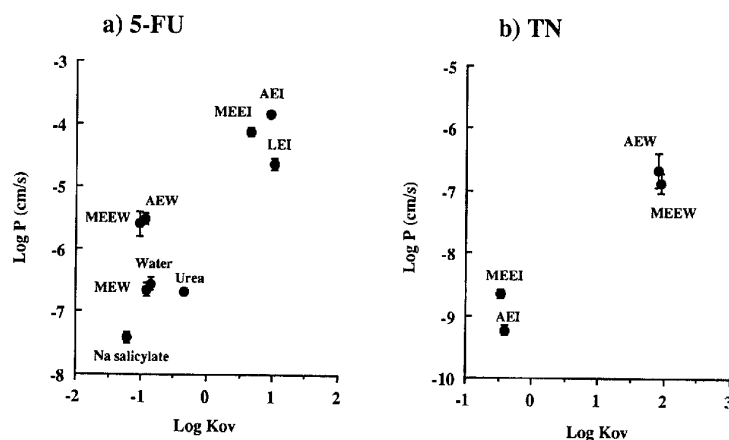 a) 5-FU
-3
-4
-5
-6
-7
-8
Log P (cm/s)
AEI
MEEI
LEI
AEW
MEEW
Water
MEW
Urea
Na salicylate
-2
-1
0
1
2
Log Kov
b) TN
-5
-6
-7
-8
-9
-10
Log P (cm/s)
AEW
MEEW
MEEI
AEI
-1
0
1
2
3
Log Kov